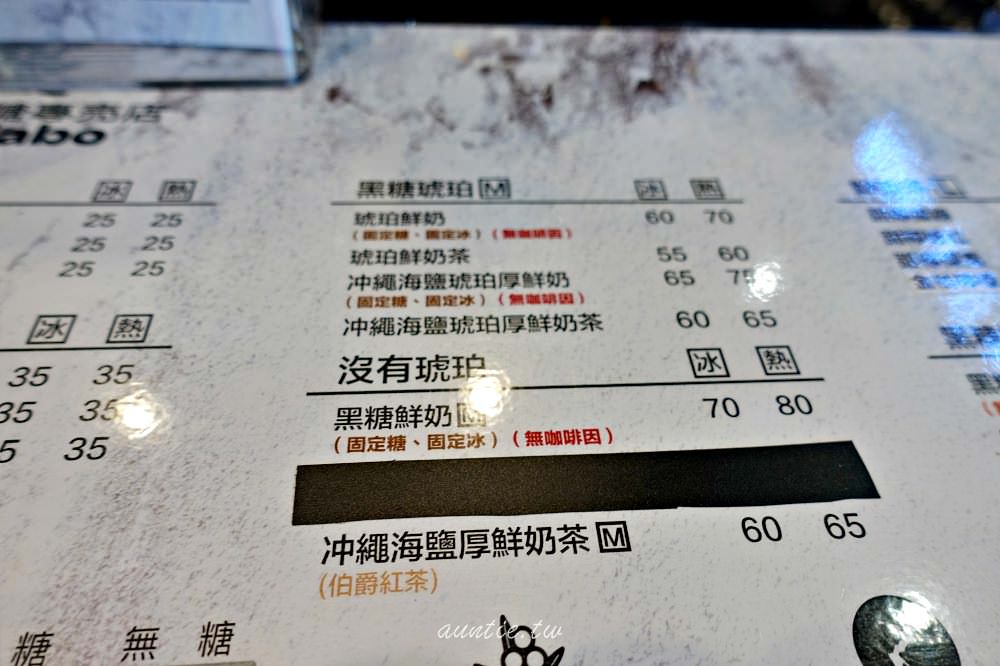 專売店
abo
冰 熱
25 25
25 25
25 25
冰 熱
35 35
35 35
5 35
糖 無 糖
黑糖琥珀 M 冰 熱
琥珀鮮奶 60 70
(固定糖、固定冰)(無咖啡因)
琥珀鮮奶茶 55 60
沖繩海鹽琥珀厚鮮奶 65 75
(固定糖、固定冰)(無咖啡因)
沖繩海鹽琥珀厚鮮奶茶 60 65
沒有琥珀 冰 熱
黑糖鮮奶 M 70 80
(固定糖、固定冰)(無咖啡因)
沖繩海鹽厚鮮奶茶 M 60 65
(伯爵紅茶)
auntie.tw